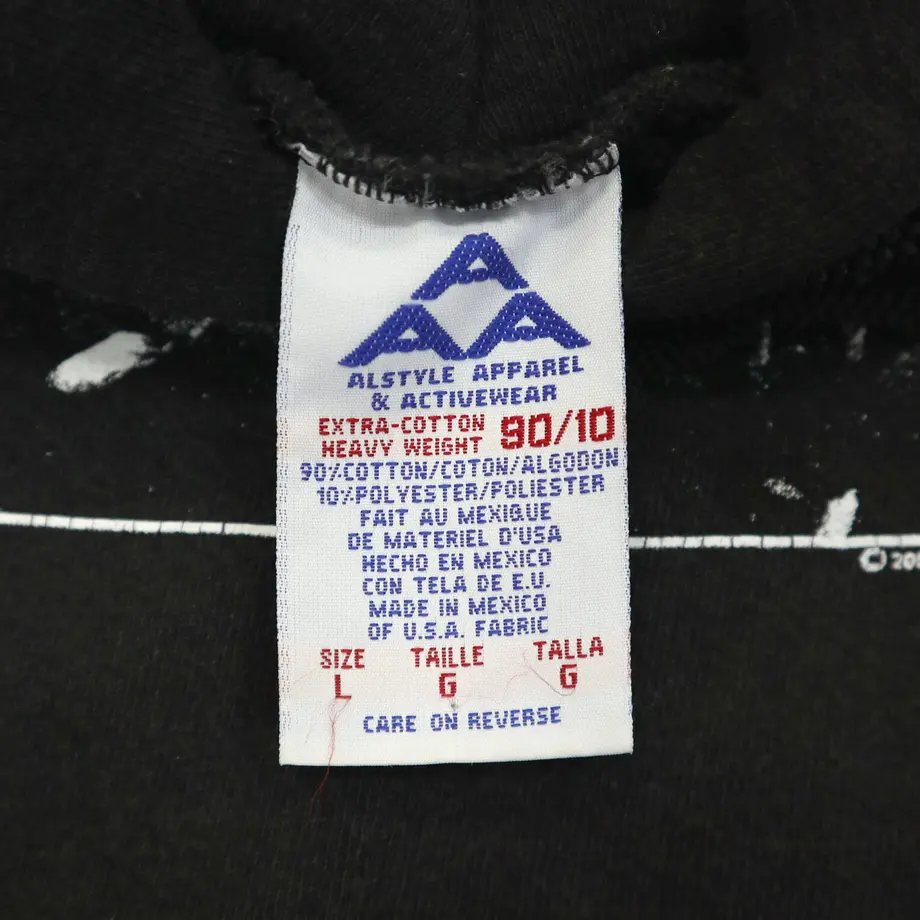 A
A A
ALSTYLE APPAREL
& ACTIVEWEAR
EXTRA-COTTON
HEAVY WEIGHT 90/10
90%COTTON/COTON/ALGODON
10%POLYESTER/POLIESTER
FAIT AU MEXIQUE
DE MATERIEL D'USA
HECHO EN MEXICO
CON TELA DE E.U.
MADE IN MEXICO
OF U.S.A. FABRIC
SIZE TAILLE TALLA
L G G
CARE ON REVERSE
©